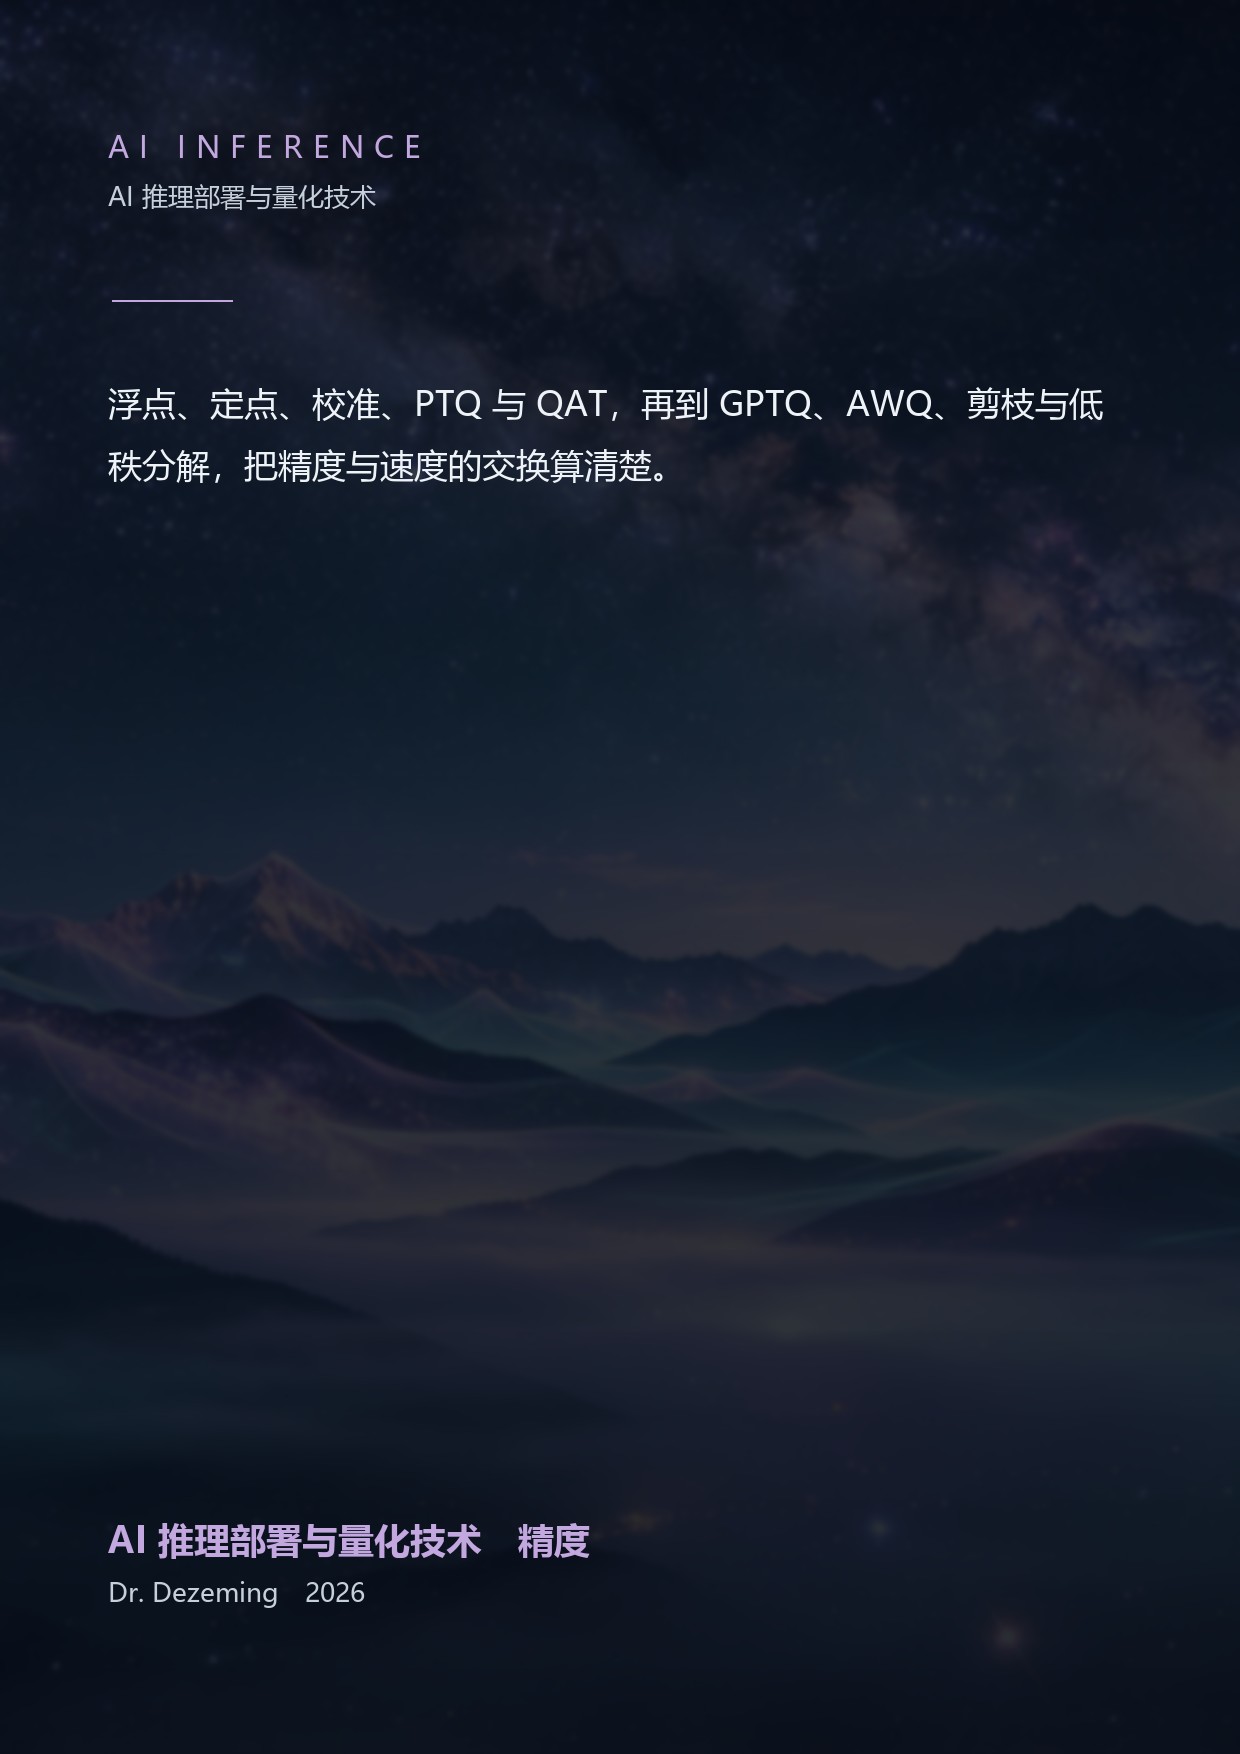 AI INFERENCE
AI 推理部署与量化技术
浮点、定点、校准、PTQ 与 QAT，再到 GPTQ、AWQ、剪枝与低
秩分解，把精度与速度的交换算清楚。
AI 推理部署与量化技术　精度
Dr. Dezeming　2026